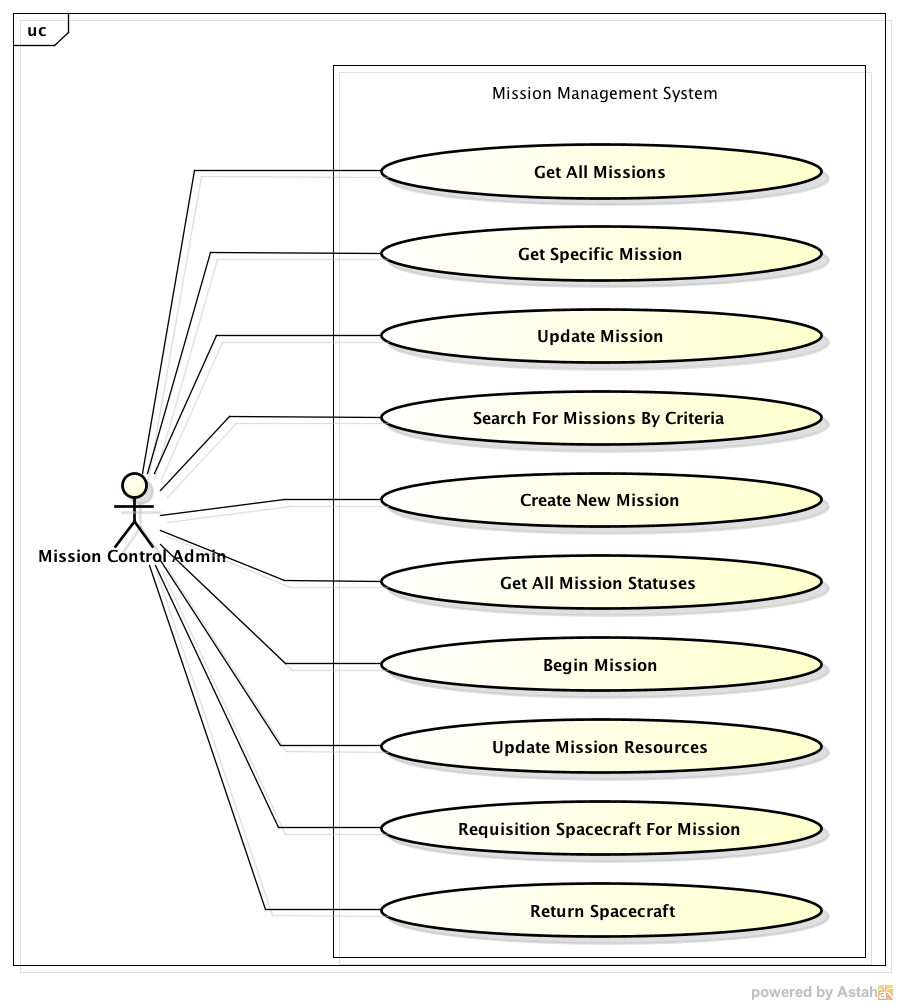 uc
Mission Management System
Get All Missions
Get Specific Mission
Update Mission
Search For Missions By Criteria
Create New Mission
Mission Control Admin
Get All Mission Statuses
Begin Mission
Update Mission Resources
Requisition Spacecraft For Mission
Return Spacecraft
powered by Astah